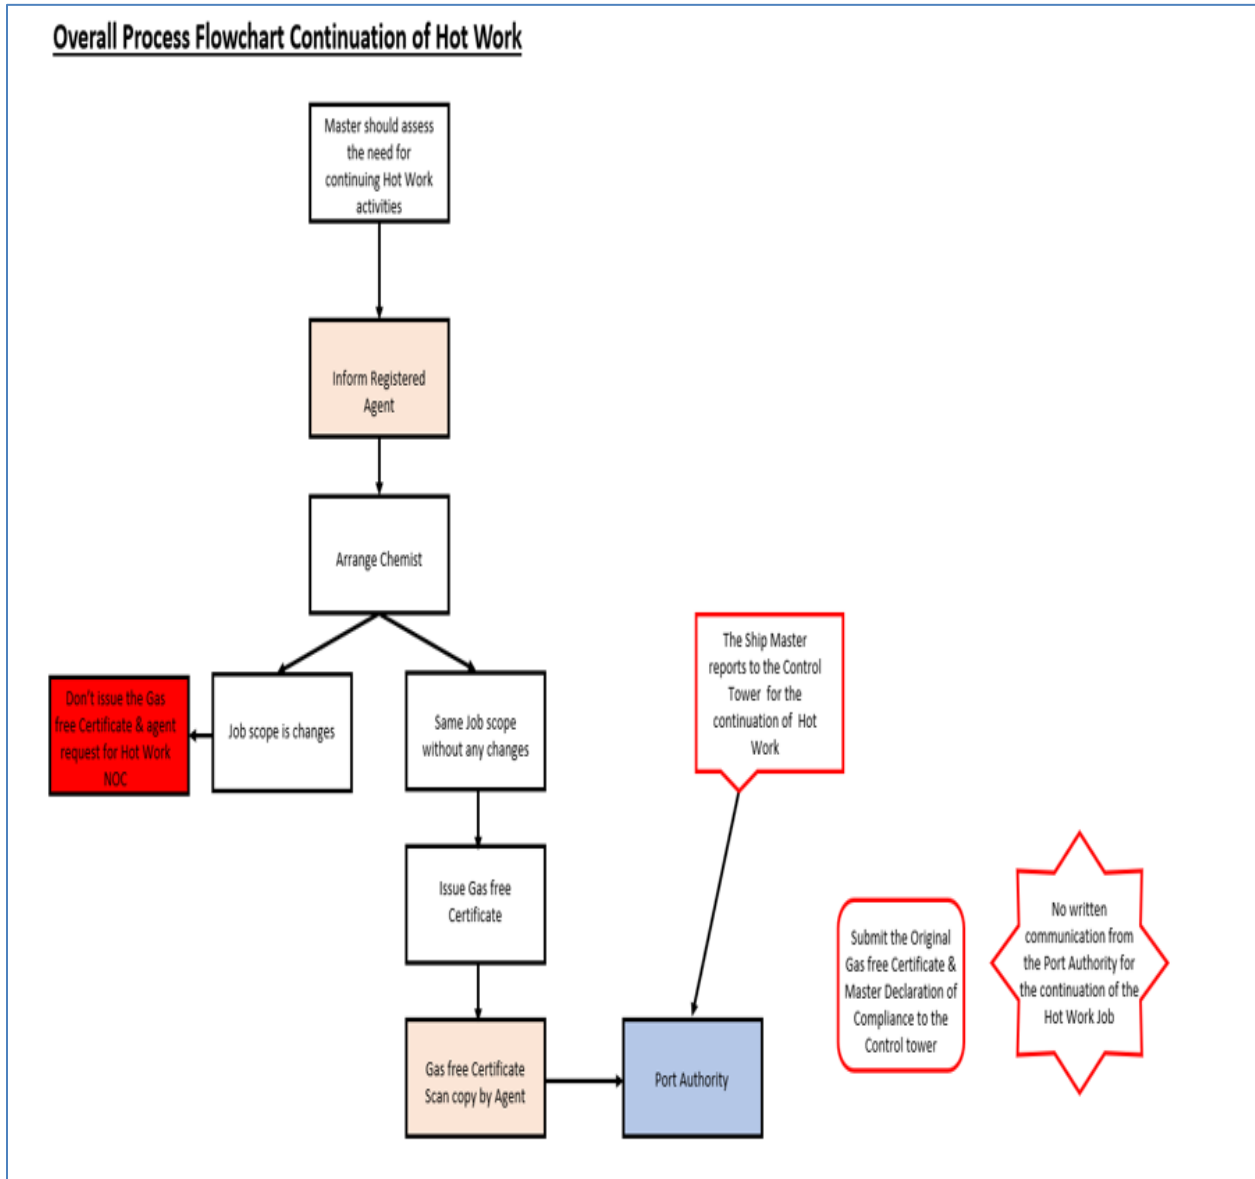 Overall Process Flowchart Continuation of Hot Work
Master should assess
the need for
continuing Hot Work
activities
Inform Registered
Agent
Arrange Chemist
Don't issue the Gas
free Certificate & agent
request for Hot Work
NOC
Job scope is changes
Same Job scope
without any changes
The Ship Master
reports to the Control
Tower for the
continuation of Hot
Work
Issue Gas free
Certificate
Gas free Certificate
Scan copy by Agent
Port Authority
Submit the Original
Gas free Certificate &
Master Declaration of
Compliance to the
Control tower
No written
communication from
the Port Authority for
the continuation of the
Hot Work Job